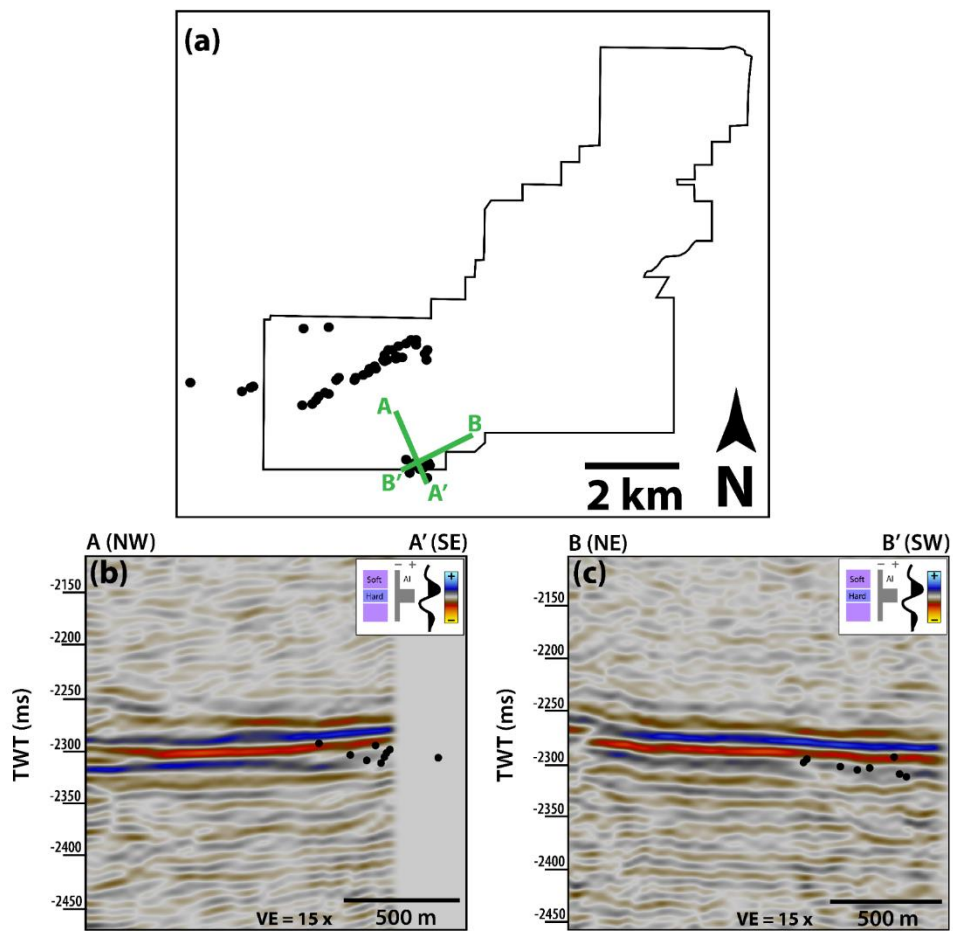 (a)
A
B
B'
A'
2 km
N
A (NW)
A' (SE)
B (NE)
B' (SW)
(b)
Soft
Hard
− +
AI
+
−
-2150
-2200
-2250
-2300
-2350
-2400
-2450
TWT (ms)
VE = 15 x
500 m
(c)
Soft
Hard
− +
AI
+
−
-2100
-2150
-2200
-2250
-2300
-2350
-2400
-2450
TWT (ms)
VE = 15 x
500 m